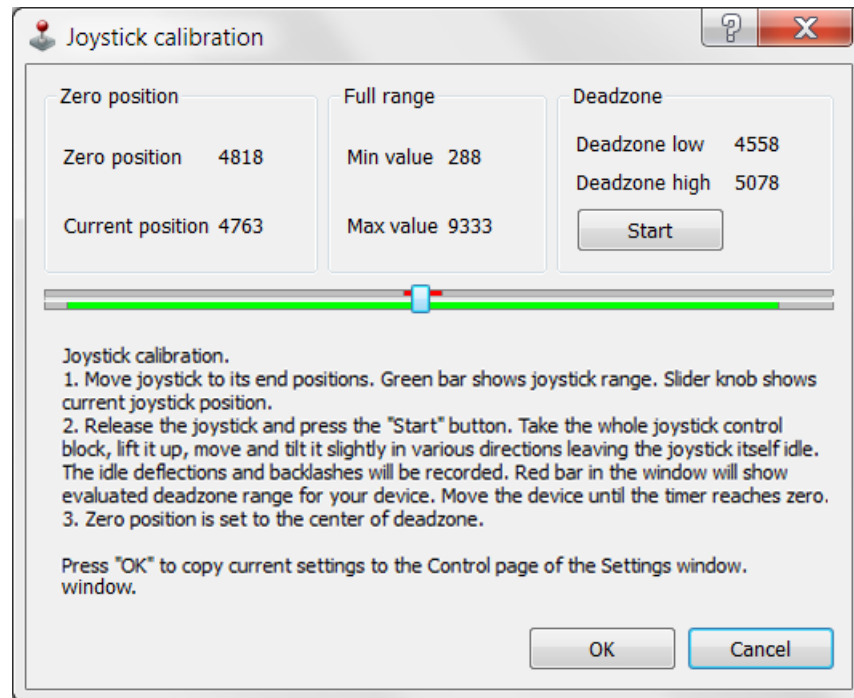 Joystick calibration
?
X
Zero position
Zero position 4818
Current position 4763
Full range
Min value 288
Max value 9333
Deadzone
Deadzone low 4558
Deadzone high 5078
Start
Joystick calibration.
1. Move joystick to its end positions. Green bar shows joystick range. Slider knob shows
current joystick position.
2. Release the joystick and press the "Start" button. Take the whole joystick control
block, lift it up, move and tilt it slightly in various directions leaving the joystick itself idle.
The idle deflections and backlashes will be recorded. Red bar in the window will show
evaluated deadzone range for your device. Move the device until the timer reaches zero.
3. Zero position is set to the center of deadzone.
Press "OK" to copy current settings to the Control page of the Settings window.
window.
OK
Cancel